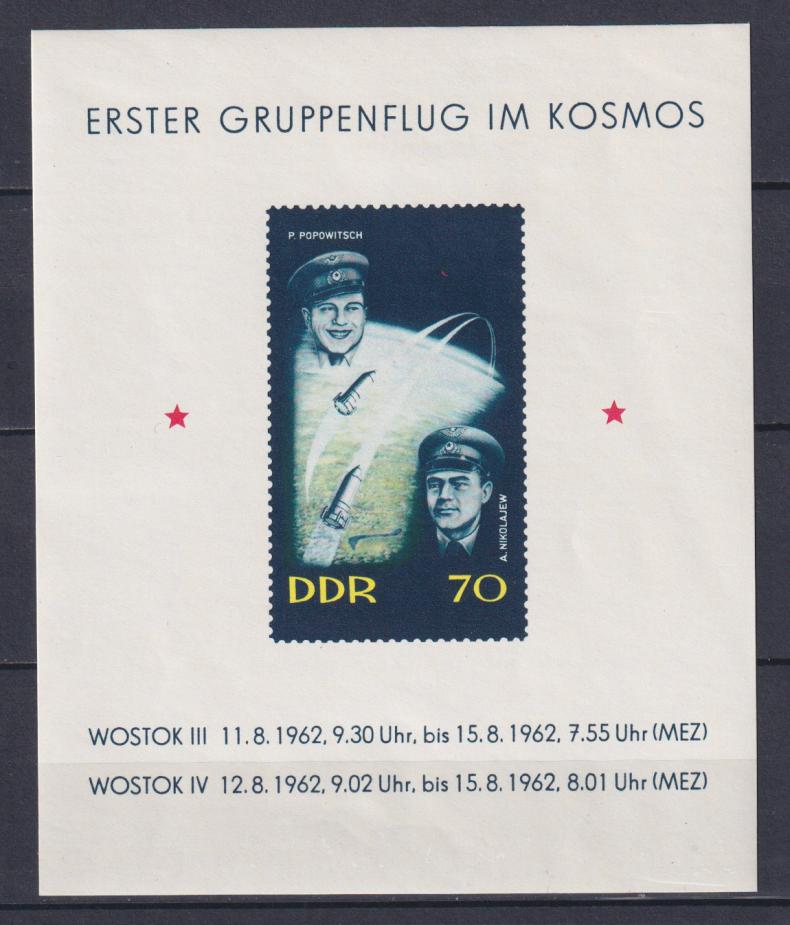 ERSTER GRUPPENFLUG IM KOSMOS
P. POPOWITSCH
A. NIKOLAJEW
DDR 70
WOSTOK III 11.8.1962, 9.30 Uhr, bis 15.8.1962, 7.55 Uhr (MEZ)
WOSTOK IV 12.8.1962, 9.02 Uhr, bis 15.8.1962, 8.01 Uhr (MEZ)